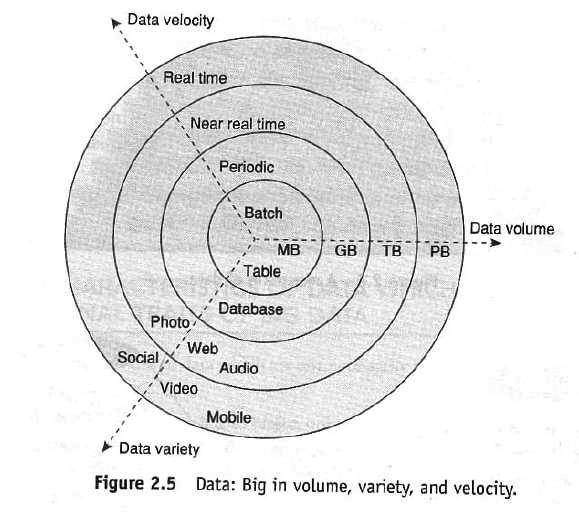 Data velocity
Real time
Near real time
Periodic
Batch
Data volume
MB GB TB PB
Table
Database
Photo
Web
Social
Audio
Video
Mobile
Data variety
Figure 2.5 Data: Big in volume, variety, and velocity.